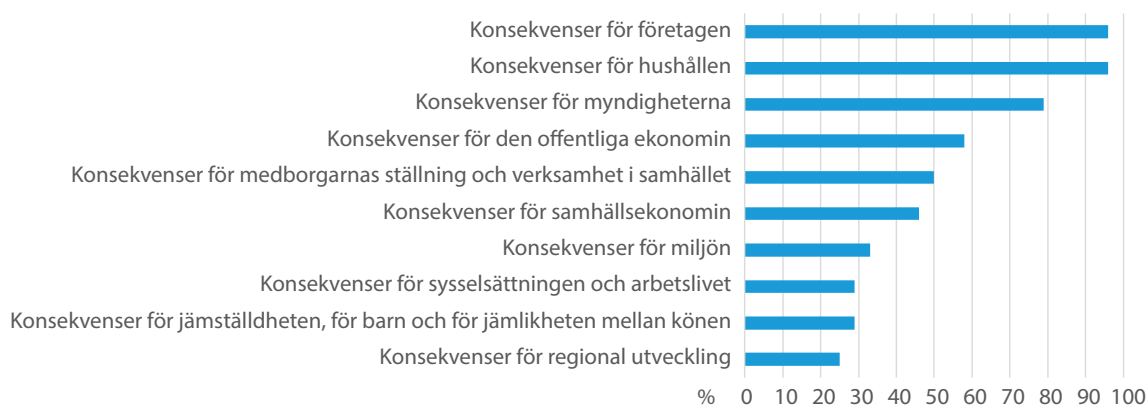 Konsekvenser för företagen
Konsekvenser för hushållen
Konsekvenser för myndigheterna
Konsekvenser för den offentliga ekonomin
Konsekvenser för medborgarnas ställning och verksamhet i samhället
Konsekvenser för samhällsekonomin
Konsekvenser för miljön
Konsekvenser för sysselsättningen och arbetslivet
Konsekvenser för jämställdheten, för barn och för jämlikheten mellan könen
Konsekvenser för regional utveckling
% 0 10 20 30 40 50 60 70 80 90 100